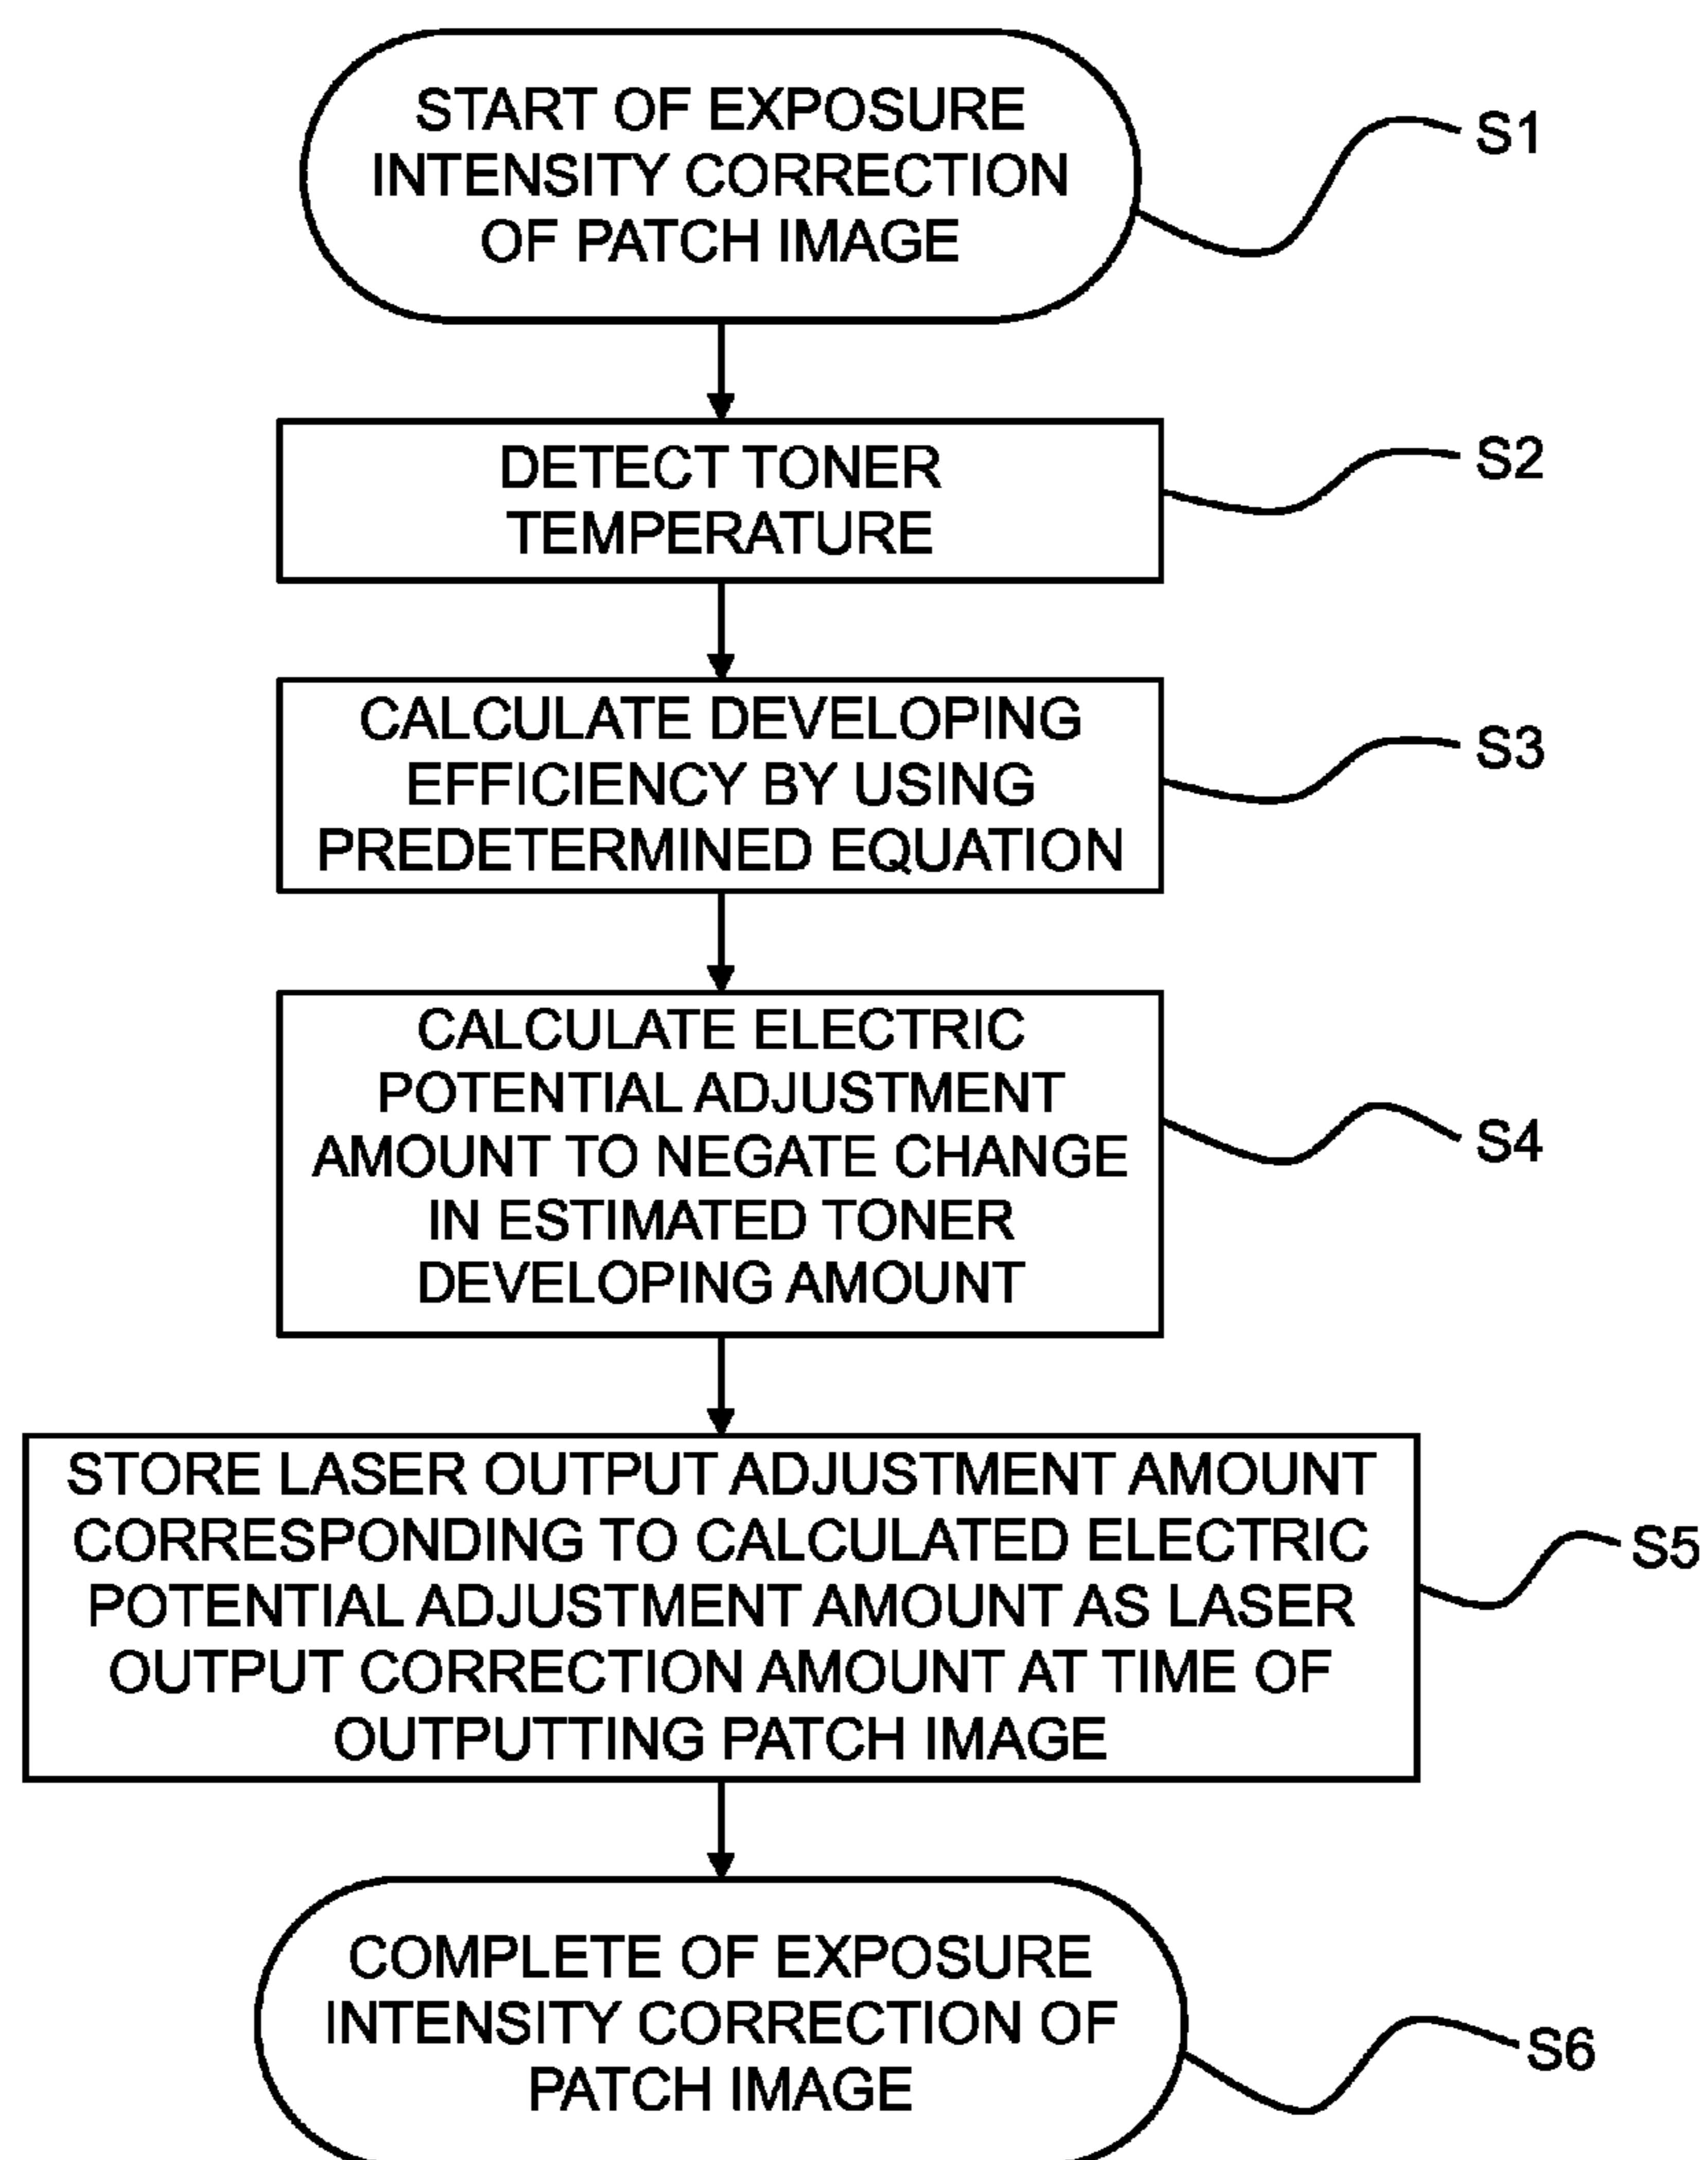 START OF EXPOSURE
INTENSITY CORRECTION
OF PATCH IMAGE
S1
DETECT TONER
TEMPERATURE
S2
CALCULATE DEVELOPING
EFFICIENCY BY USING
PREDETERMINED EQUATION
S3
CALCULATE ELECTRIC
POTENTIAL ADJUSTMENT
AMOUNT TO NEGATE CHANGE
IN ESTIMATED TONER
DEVELOPING AMOUNT
S4
STORE LASER OUTPUT ADJUSTMENT AMOUNT
CORRESPONDING TO CALCULATED ELECTRIC
POTENTIAL ADJUSTMENT AMOUNT AS LASER
OUTPUT CORRECTION AMOUNT AT TIME OF
OUTPUTTING PATCH IMAGE
S5
COMPLETE OF EXPOSURE
INTENSITY CORRECTION OF
PATCH IMAGE
S6